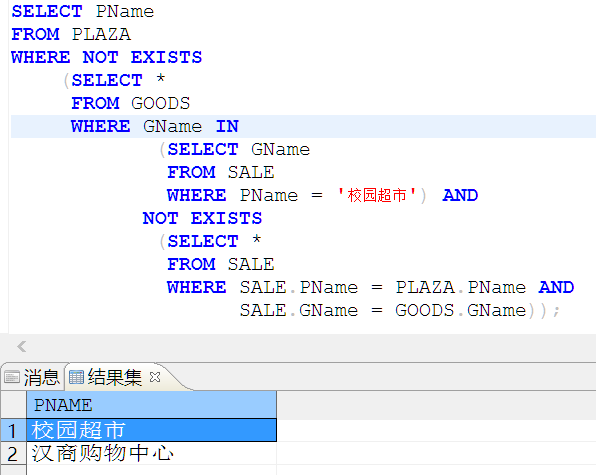 SELECT PName
FROM PLAZA
WHERE NOT EXISTS
(SELECT *
FROM GOODS
WHERE GName IN
(SELECT GName
FROM SALE
WHERE PName = '校园超市') AND
NOT EXISTS
(SELECT *
FROM SALE
WHERE SALE.PName = PLAZA.PName AND
SALE.GName = GOODS.GName));
消息 结果集
PNAME
1 校园超市
2 汉商购物中心